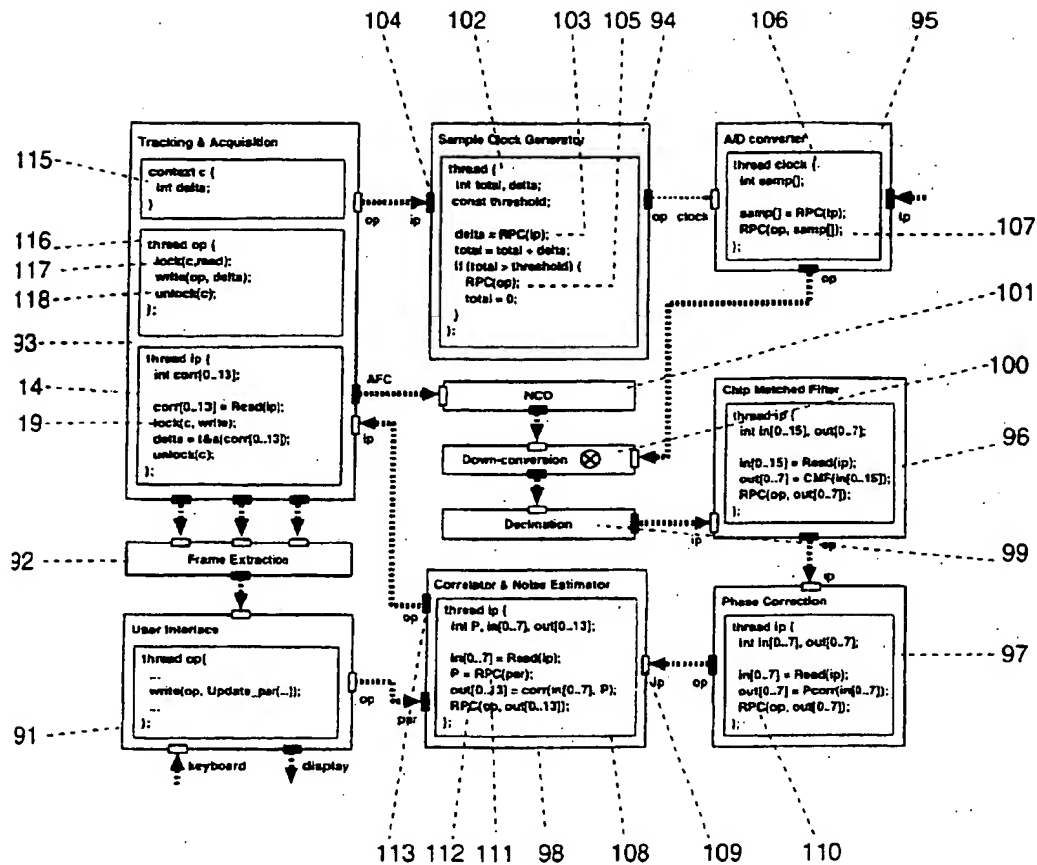 104 102 103 105 94 106 95
Tracking & Acquisition
115
context c {
int delta;
}
116
117
118
thread op {
lock(c,read);
write(op, delta);
unlock(c);
};
93
14
19
thread ip {
int corr[0..13];
corr[0..13] = Read(ip);
lock(c, write);
delta = t&a(corr[0..13]);
unlock(c);
};
op
ip
AFC
ip
Sample Clock Generator
thread {
int total, delta;
const threshold;
delta = RPC(ip);
total = total + delta;
if (total > threshold) {
RPC(op);
total = 0;
}
};
op
clock
A/D converter
thread clock {
int samp[];
samp[] = RPC(ip);
RPC(op, samp[]);
};
ip
107
op
101
100
NCO
Down-conversion
Decimation
ip
99
Chip Matched Filter
thread ip {
int in[0..15], out[0..7];
in[0..15] = Read(ip);
out[0..7] = CMF(in[0..15]);
RPC(op, out[0..7]);
};
96
op
ip
92
Frame Extraction
User Interface
thread op{
...
write(op, Update_par(...));
...
};
91
op
keyboard
display
Correlator & Noise Estimator
op
par
thread ip {
int P, in[0..7], out[0..13];
in[0..7] = Read(ip);
P = RPC(par);
out[0..13] = corr(in[0..7], P);
RPC(op, out[0..13]);
};
ip
op
Phase Correction
thread ip {
int in[0..7], out[0..7];
in[0..7] = Read(ip);
out[0..7] = Pcorr(in[0..7]);
RPC(op, out[0..7]);
};
97
113 112 111 98 108 109 110